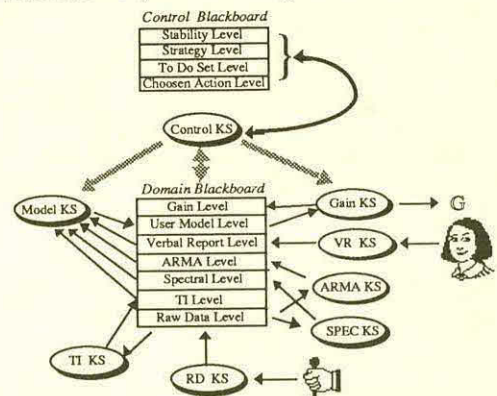 Control Blackboard
Stability Level
Strategy Level
To Do Set Level
Choosen Action Level
Control KS
Domain Blackboard
Gain Level
User Model Level
Verbal Report Level
ARMA Level
Spectral Level
TI Level
Raw Data Level
Model KS
Gain KS
G
VR KS
ARMA KS
SPEC KS
TI KS
RD KS